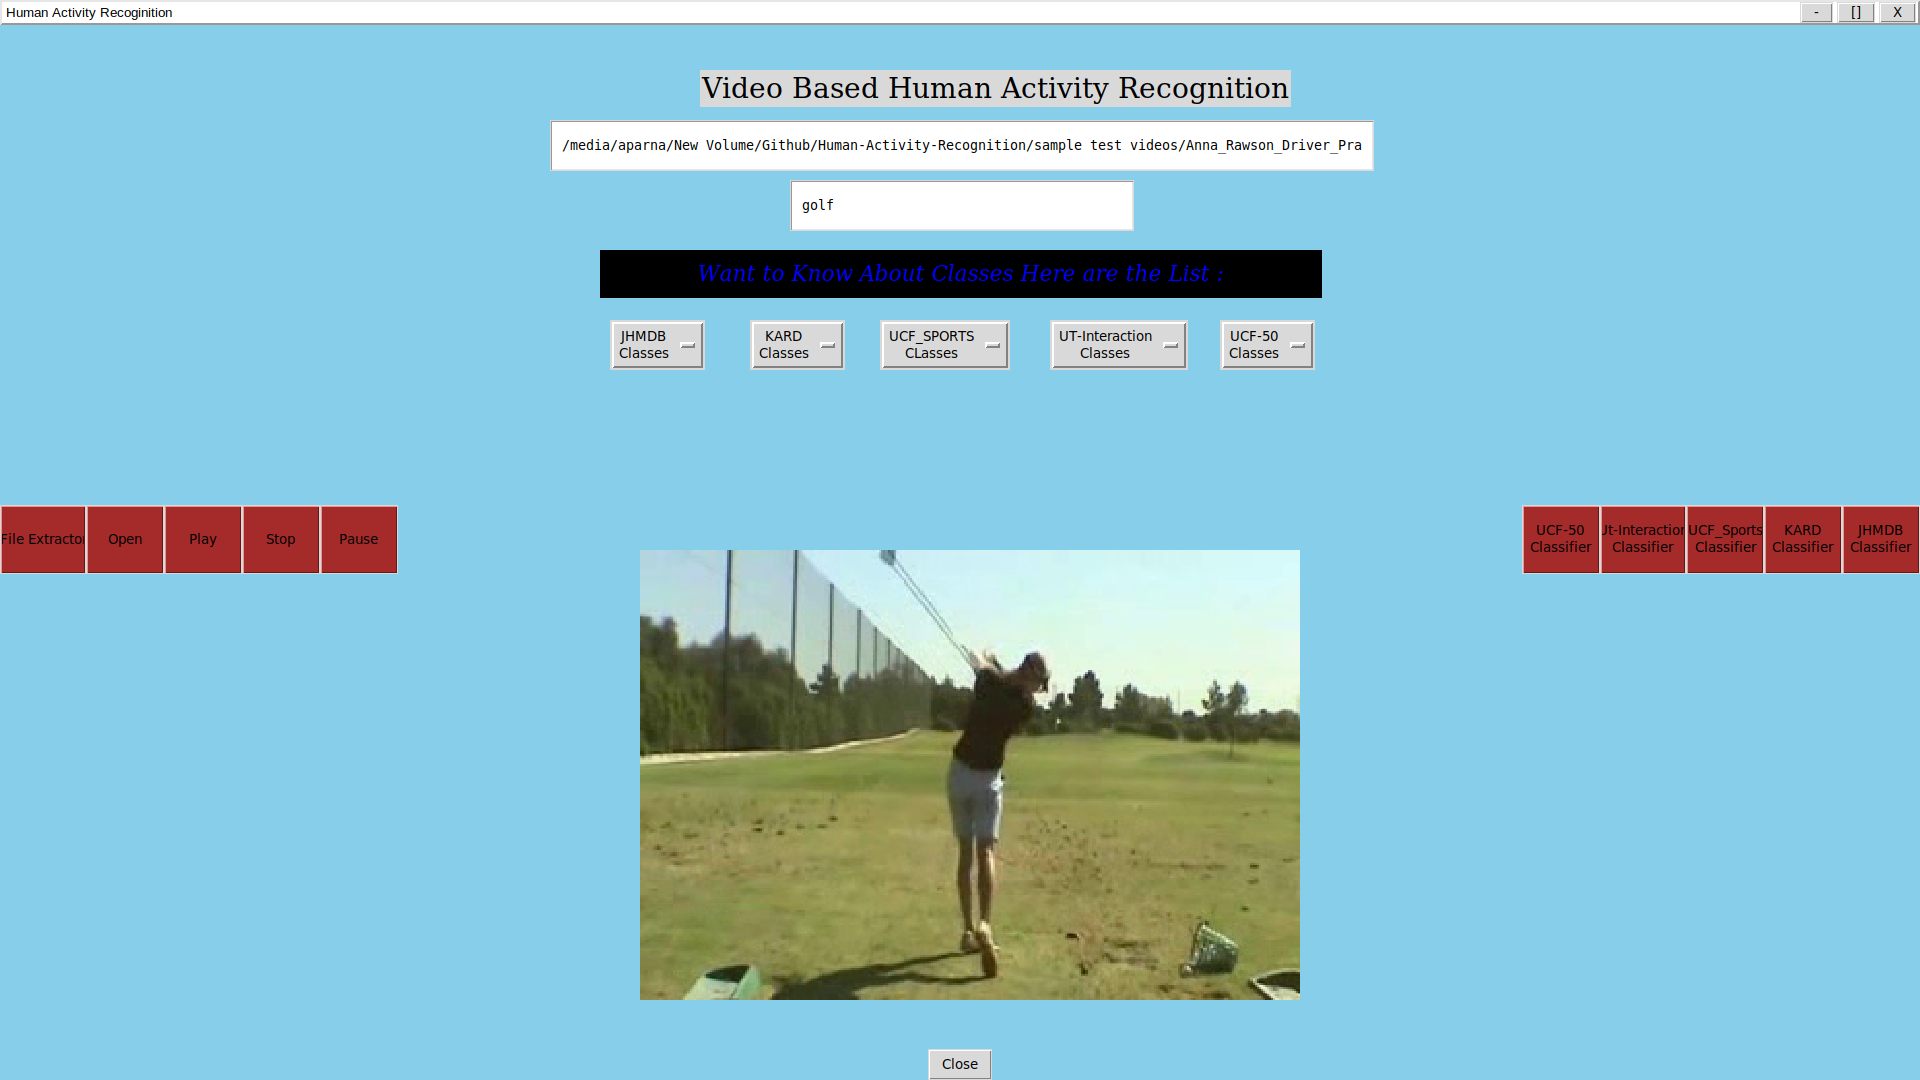 Human Activity Recoginition
- [] X
Video Based Human Activity Recognition
/media/aparna/New Volume/Github/Human-Activity-Recognition/sample test videos/Anna_Rawson_Driver_Pra
golf
Want to Know About Classes Here are the List :
JHMDB
Classes
KARD
Classes
UCF_SPORTS
CLasses
UT-Interaction
Classes
UCF-50
Classes
File Extracto
Open
Play
Stop
Pause
UCF-50
Classifier
Ut-Interaction
Classifier
UCF_Sports
Classifier
KARD
Classifier
JHMDB
Classifier
Close